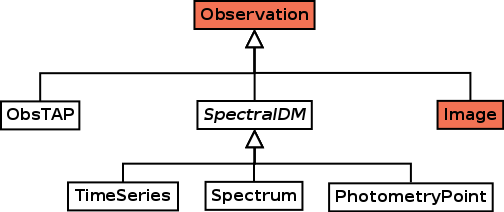 Observation
ObsTAP
SpectralDM
Image
TimeSeries
Spectrum
PhotometryPoint